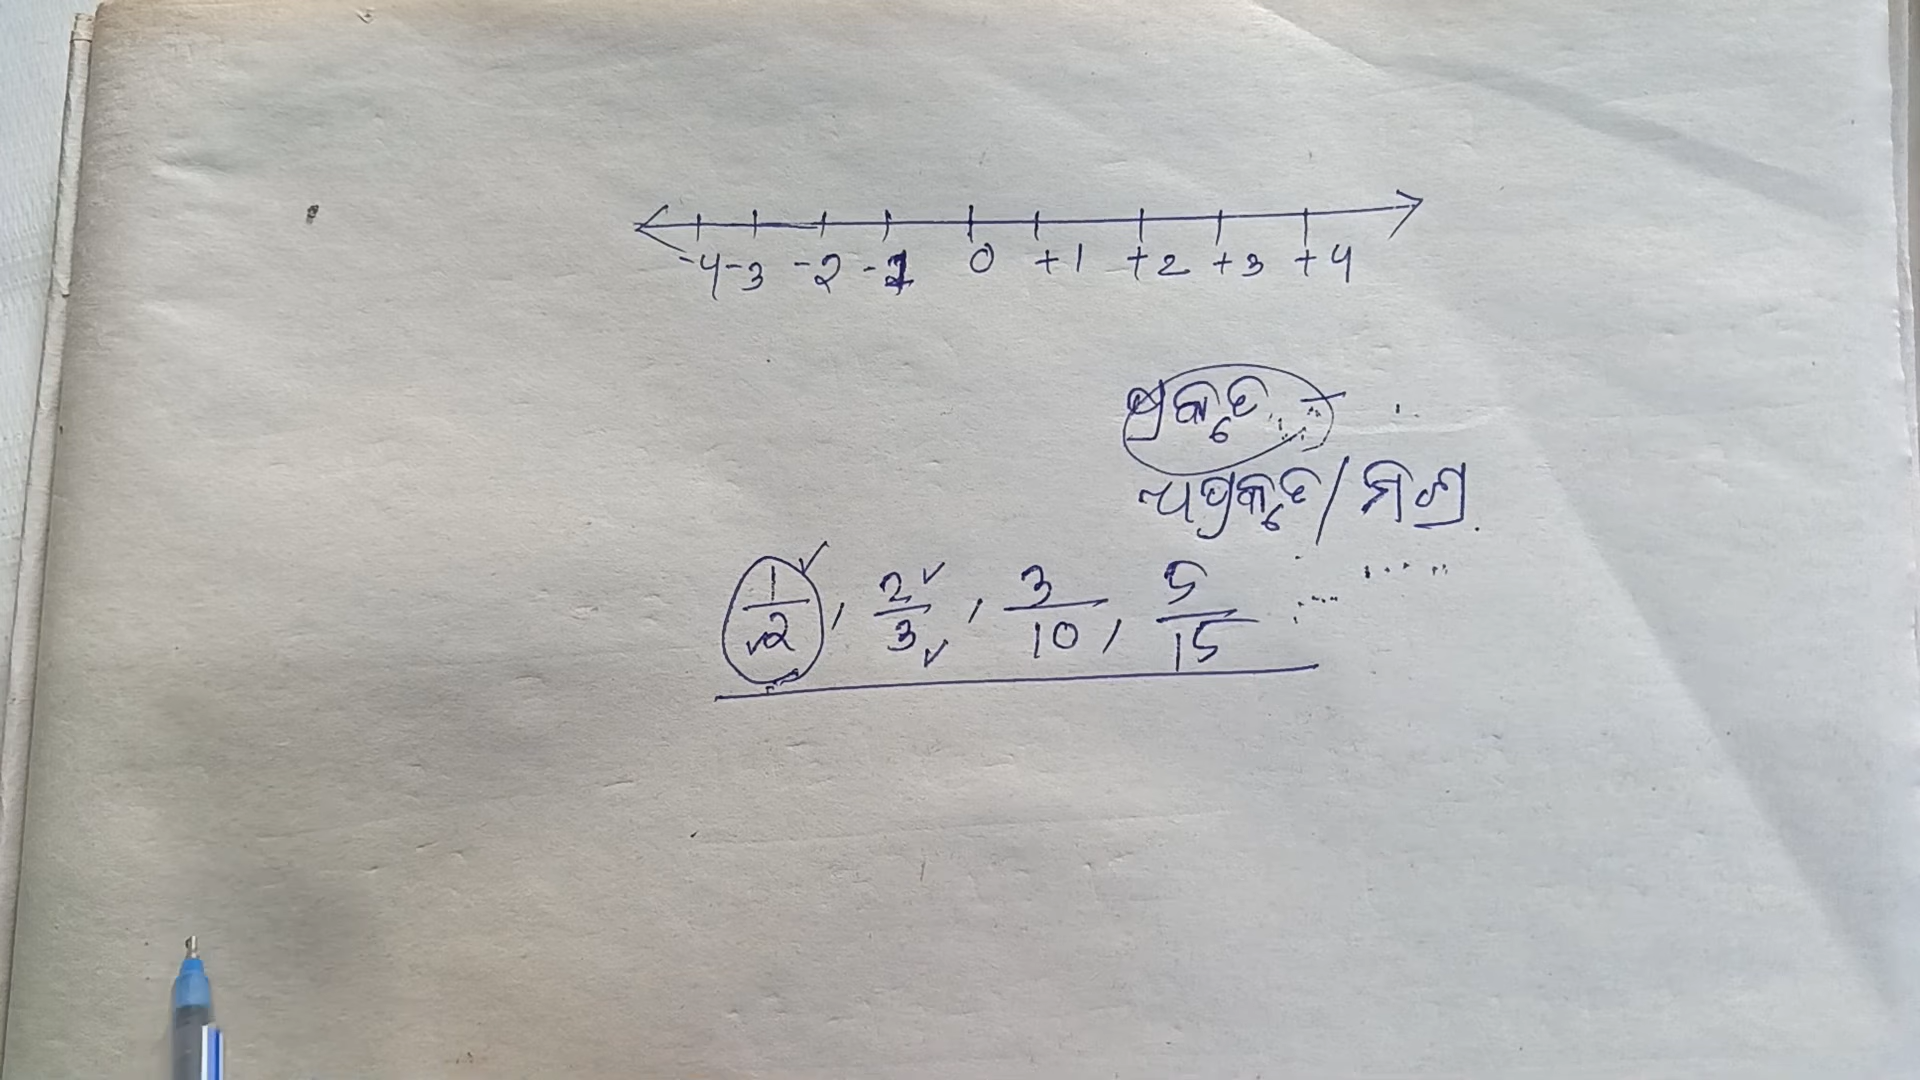 -4 -3 -2 -1 0 +1 +2 +3 +4
ପ୍ରକୃତ
ଅପ୍ରକୃତ / ମିଶ୍ର
1/2, 2/3, 3/10, 5/15